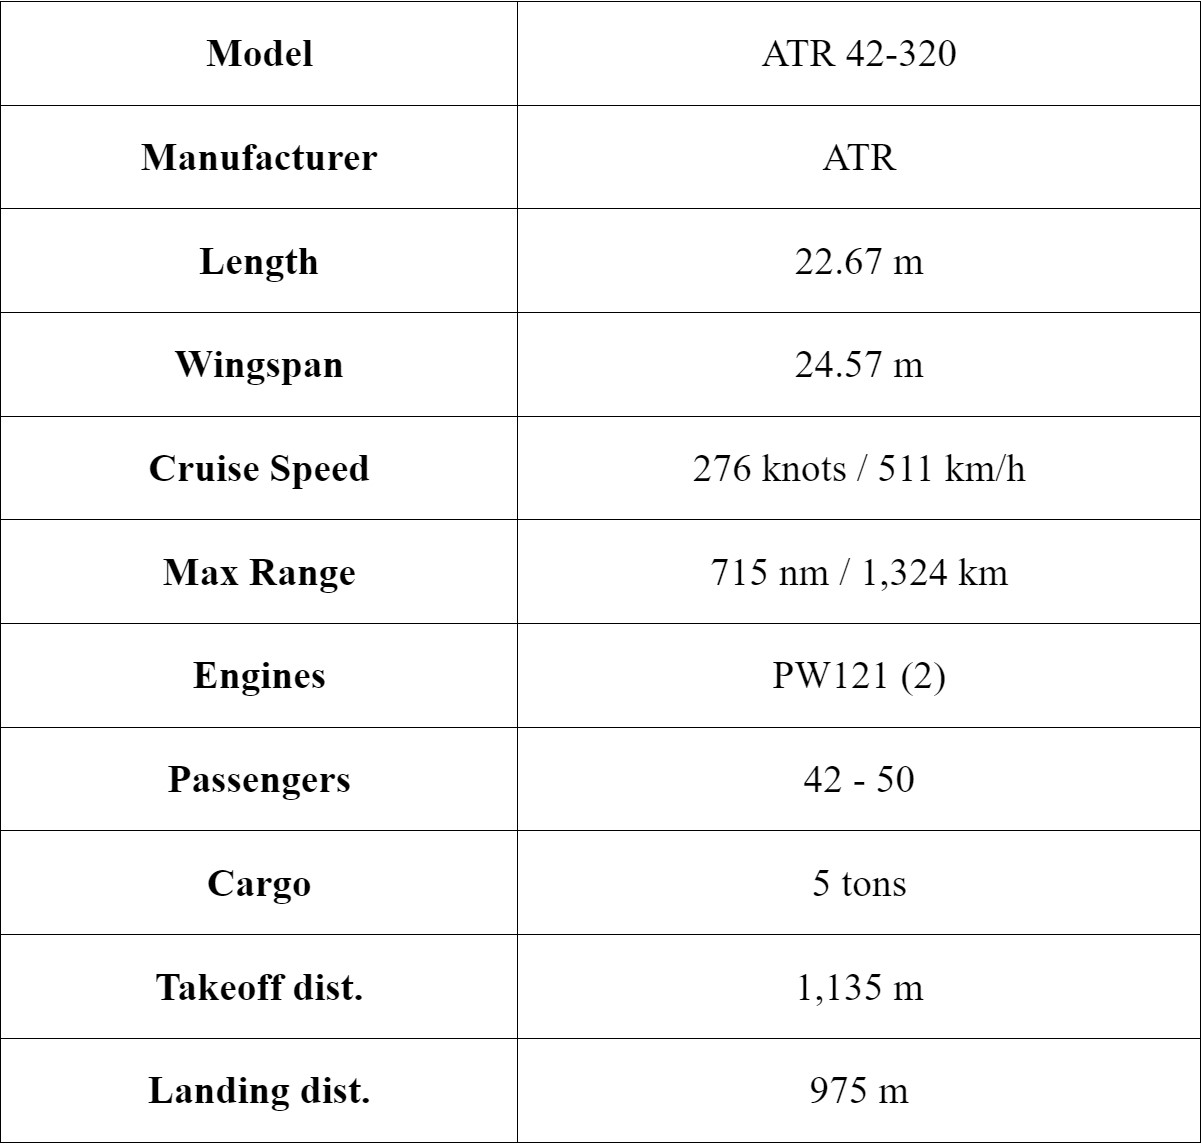 Model ATR 42-320
Manufacturer ATR
Length 22.67 m
Wingspan 24.57 m
Cruise Speed 276 knots / 511 km/h
Max Range 715 nm / 1,324 km
Engines PW121 (2)
Passengers 42 - 50
Cargo 5 tons
Takeoff dist. 1,135 m
Landing dist. 975 m